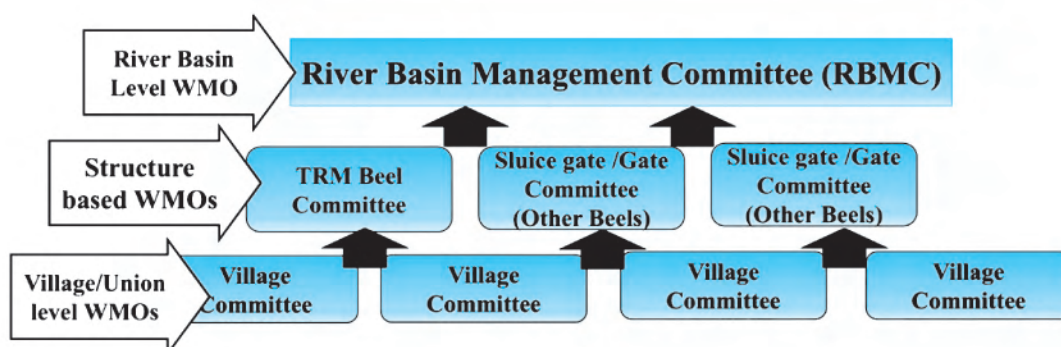 River Basin
Level WMO
River Basin Management Committee (RBMC)
Structure
based WMOs
TRM Beel
Committee
Sluice gate /Gate
Committee
(Other Beels)
Sluice gate /Gate
Committee
(Other Beels)
Village/Union
level WMOs
Village
Committee
Village
Committee
Village
Committee
Village
Committee